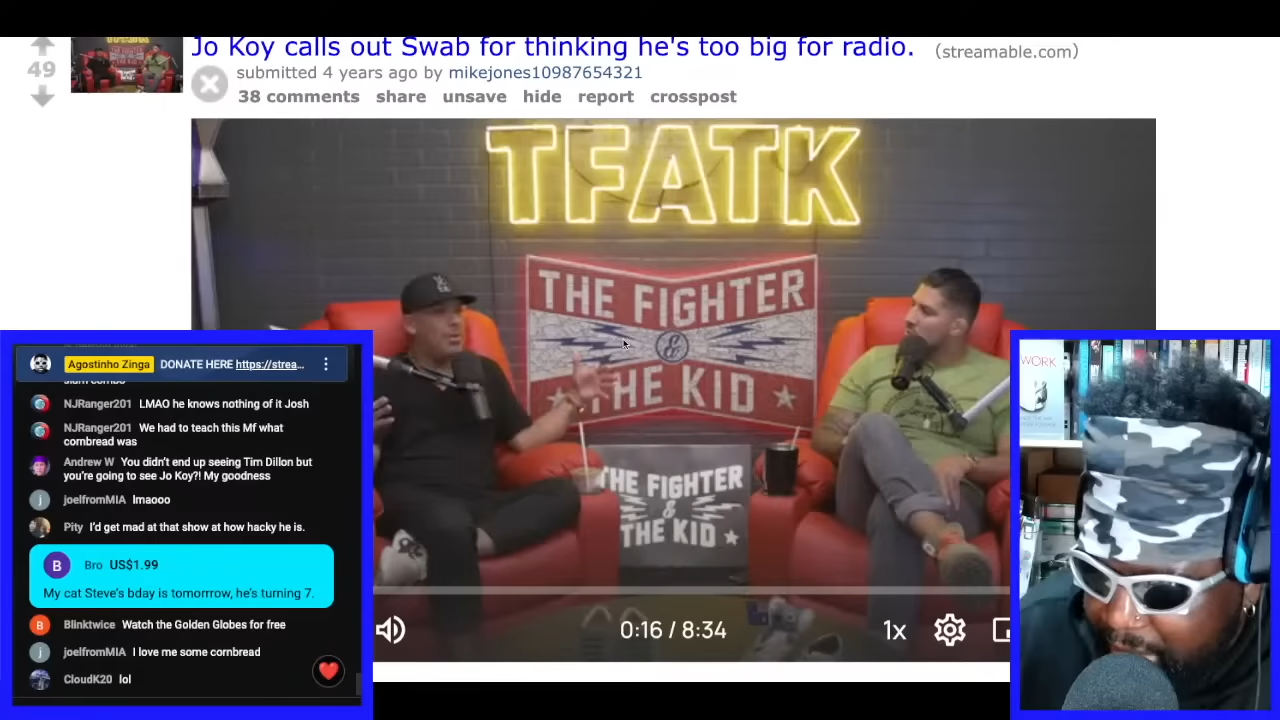 Jo Koy calls out Swab for thinking he's too big for radio. (streamable.com)
49
submitted 4 years ago by mikejones10987654321
38 comments share unsave hide report crosspost
TFATK
THE FIGHTER
&
THE KID
THE FIGHTER
&
THE KID
WORK
Agostinho Zinga DONATE HERE https://strea...
NJRanger201 LMAO he knows nothing of it Josh
NJRanger201 We had to teach this Mf what
cornbread was
Andrew W You didn't end up seeing Tim Dillon but
you're going to see Jo Koy?! My goodness
joelfromMIA lmaooo
Pity I'd get mad at that show at how hacky he is.
B Bro US$1.99
My cat Steve's bday is tomorrrow, he's turning 7.
B Blinktwice Watch the Golden Globes for free
j joelfromMIA I love me some cornbread
CloudK20 lol
0:16 / 8:34
1x